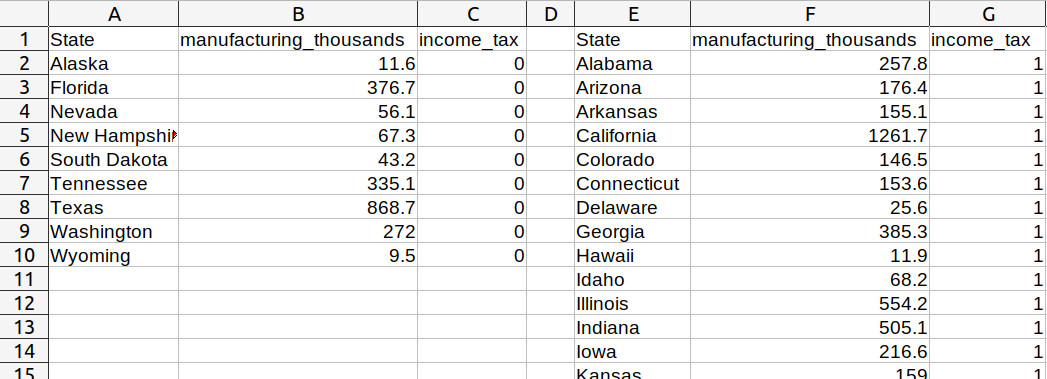 A B C D E F G
1 State manufacturing_thousands income_tax State manufacturing_thousands income_tax
2 Alaska 11.6 0 Alabama 257.8 1
3 Florida 376.7 0 Arizona 176.4 1
4 Nevada 56.1 0 Arkansas 155.1 1
5 New Hampshi 67.3 0 California 1261.7 1
6 South Dakota 43.2 0 Colorado 146.5 1
7 Tennessee 335.1 0 Connecticut 153.6 1
8 Texas 868.7 0 Delaware 25.6 1
9 Washington 272 0 Georgia 385.3 1
10 Wyoming 9.5 0 Hawaii 11.9 1
11 Idaho 68.2 1
12 Illinois 554.2 1
13 Indiana 505.1 1
14 Iowa 216.6 1
15 Kansas 159 1